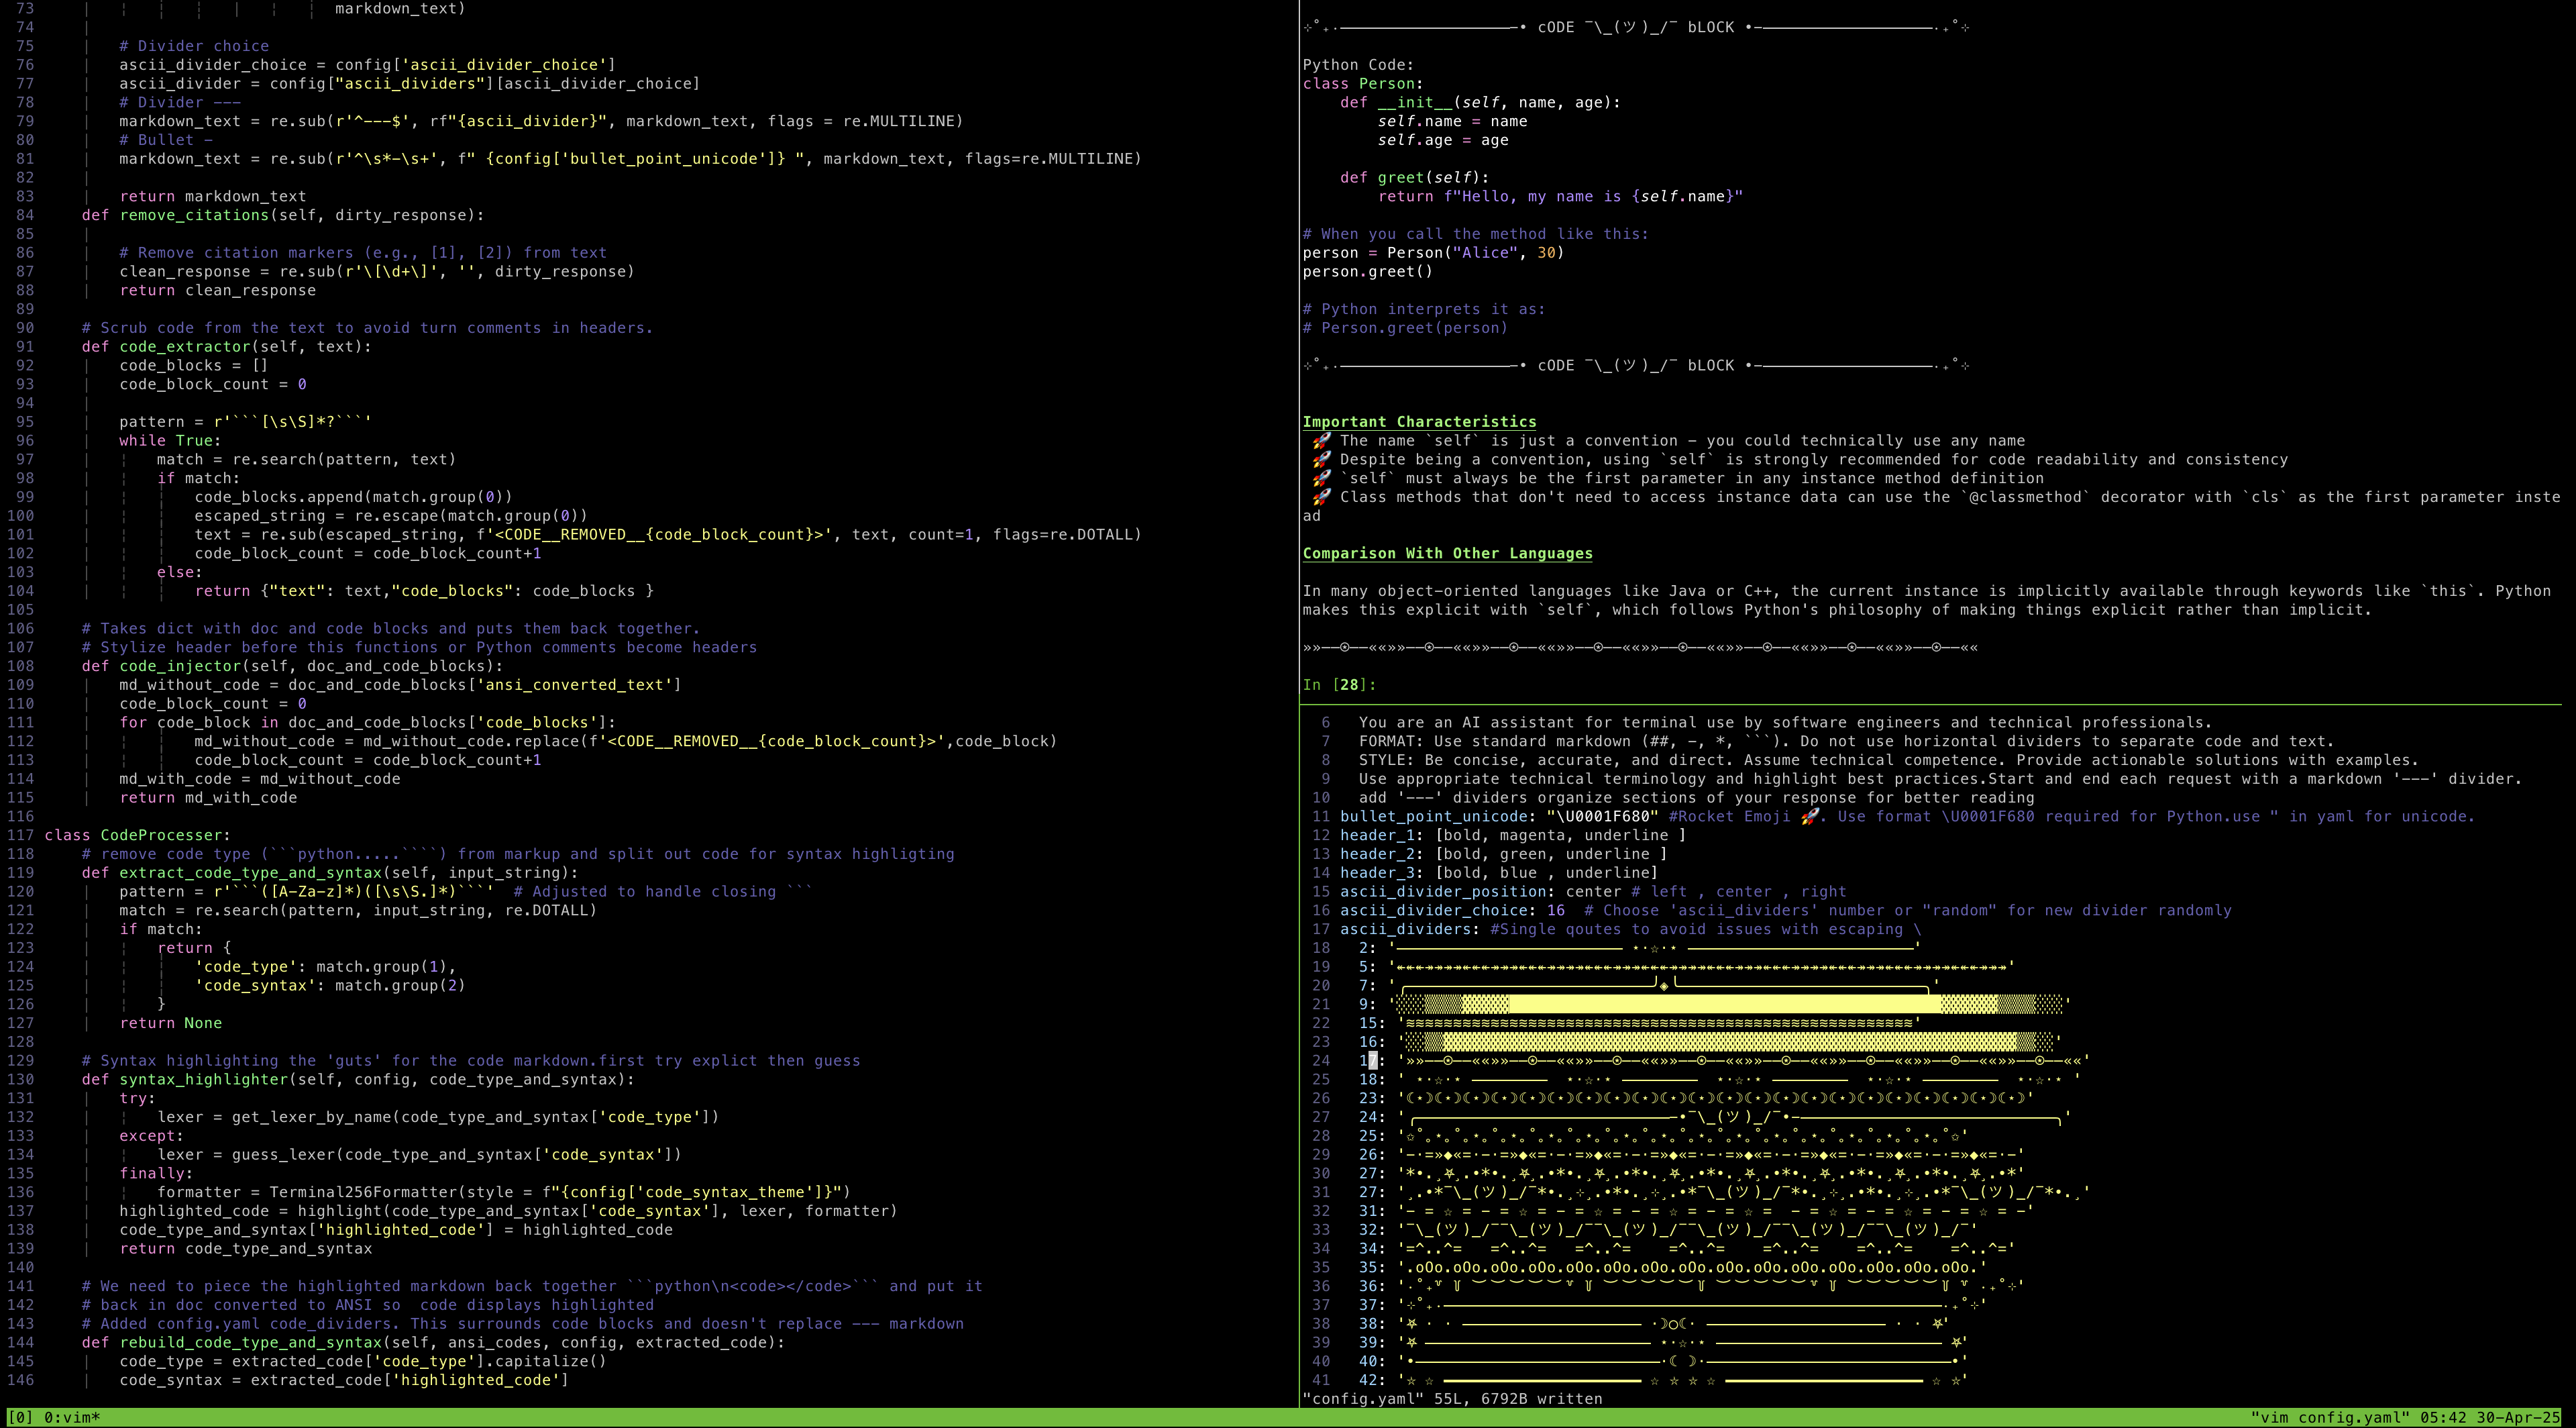 73 markdown_text)
74
75 # Divider choice
76 ascii_divider_choice = config['ascii_divider_choice']
77 ascii_divider = config["ascii_dividers"][ascii_divider_choice]
78 # Divider ---
79 markdown_text = re.sub(r'^---$', rf"{ascii_divider}", markdown_text, flags = re.MULTILINE)
80 # Bullet -
81 markdown_text = re.sub(r'^\s*-\s+', f" {config['bullet_point_unicode']} ", markdown_text, flags=re.MULTILINE)
82
83 return markdown_text
84 def remove_citations(self, dirty_response):
85
86 # Remove citation markers (e.g., [1], [2]) from text
87 clean_response = re.sub(r'\[\d+\]', '', dirty_response)
88 return clean_response
89
90 # Scrub code from the text to avoid turn comments in headers.
91 def code_extractor(self, text):
92 code_blocks = []
93 code_block_count = 0
94
95 pattern = r'```[\s\S]*?```'
96 while True:
97 match = re.search(pattern, text)
98 if match:
99 code_blocks.append(match.group(0))
100 escaped_string = re.escape(match.group(0))
101 text = re.sub(escaped_string, f'<CODE__REMOVED__{code_block_count}>', text, count=1, flags=re.DOTALL)
102 code_block_count = code_block_count+1
103 else:
104 return {"text": text,"code_blocks": code_blocks }
105
106 # Takes dict with doc and code blocks and puts them back together.
107 # Stylize header before this functions or Python comments become headers
108 def code_injector(self, doc_and_code_blocks):
109 md_without_code = doc_and_code_blocks['ansi_converted_text']
110 code_block_count = 0
111 for code_block in doc_and_code_blocks['code_blocks']:
112 md_without_code = md_without_code.replace(f'<CODE__REMOVED__{code_block_count}>',code_block)
113 code_block_count = code_block_count+1
114 md_with_code = md_without_code
115 return md_with_code
116
117 class CodeProcesser:
118 # remove code type (```python.....````) from markup and split out code for syntax highligting
119 def extract_code_type_and_syntax(self, input_string):
120 pattern = r'```([A-Za-z]*)([\s\S.]*)```' # Adjusted to handle closing ```
121 match = re.search(pattern, input_string, re.DOTALL)
122 if match:
123 return {
124 'code_type': match.group(1),
125 'code_syntax': match.group(2)
126 }
127 return None
128
129 # Syntax highlighting the 'guts' for the code markdown.first try explict then guess
130 def syntax_highlighter(self, config, code_type_and_syntax):
131 try:
132 lexer = get_lexer_by_name(code_type_and_syntax['code_type'])
133 except:
134 lexer = guess_lexer(code_type_and_syntax['code_syntax'])
135 finally:
136 formatter = Terminal256Formatter(style = f"{config['code_syntax_theme']}")
137 highlighted_code = highlight(code_type_and_syntax['code_syntax'], lexer, formatter)
138 code_type_and_syntax['highlighted_code'] = highlighted_code
139 return code_type_and_syntax
140
141 # We need to piece the highlighted markdown back together ```python\n<code></code>``` and put it
142 # back in doc converted to ANSI so  code displays highlighted
143 # Added config.yaml code_dividers. This surrounds code blocks and doesn't replace --- markdown
144 def rebuild_code_type_and_syntax(self, ansi_codes, config, extracted_code):
145 code_type = extracted_code['code_type'].capitalize()
146 code_syntax = extracted_code['highlighted_code']
• cODE ¯\_(ツ)_/¯ bLOCK •
Python Code:
class Person:
def __init__(self, name, age):
self.name = name
self.age = age
def greet(self):
return f"Hello, my name is {self.name}"
# When you call the method like this:
person = Person("Alice", 30)
person.greet()
# Python interprets it as:
# Person.greet(person)
• cODE ¯\_(ツ)_/¯ bLOCK •
Important Characteristics
🚀 The name `self` is just a convention - you could technically use any name
🚀 Despite being a convention, using `self` is strongly recommended for code readability and consistency
🚀 `self` must always be the first parameter in any instance method definition
🚀 Class methods that don't need to access instance data can use the `@classmethod` decorator with `cls` as the first parameter inste
ad
Comparison With Other Languages
In many object-oriented languages like Java or C++, the current instance is implicitly available through keywords like `this`. Python
makes this explicit with `self`, which follows Python's philosophy of making things explicit rather than implicit.
In [28]:
6 You are an AI assistant for terminal use by software engineers and technical professionals.
7 FORMAT: Use standard markdown (##, -, *, ```). Do not use horizontal dividers to separate code and text.
8 STYLE: Be concise, accurate, and direct. Assume technical competence. Provide actionable solutions with examples.
9 Use appropriate technical terminology and highlight best practices.Start and end each request with a markdown '---' divider.
10 add '---' dividers organize sections of your response for better reading
11 bullet_point_unicode: "\U0001F680" #Rocket Emoji 🚀. Use format \U0001F680 required for Python.use " in yaml for unicode.
12 header_1: [bold, magenta, underline ]
13 header_2: [bold, green, underline ]
14 header_3: [bold, blue , underline]
15 ascii_divider_position: center # left , center , right
16 ascii_divider_choice: 16  # Choose 'ascii_dividers' number or "random" for new divider randomly
17 ascii_dividers: #Single qoutes to avoid issues with escaping \
18 2:
19 5:
20 7:
21 9:
22 15:
23 16:
24 17:
25 18:
26 23:
27 24: ¯\_(ツ)_/¯
28 25:
29 26:
30 27:
31 27: ¯\_(ツ)_/¯ ¯\_(ツ)_/¯ ¯\_(ツ)_/¯
32 31: '- = ☆ = - = ☆ = - = ☆ = - = ☆ = - = ☆ =  - = ☆ = - = ☆ = - = ☆ = -'
33 32: '¯\_(ツ)_/¯¯\_(ツ)_/¯¯\_(ツ)_/¯¯\_(ツ)_/¯¯\_(ツ)_/¯¯\_(ツ)_/¯'
34 34: '=^..^=   =^..^=   =^..^=    =^..^=    =^..^=    =^..^=    =^..^='
35 35: '.oOo.oOo.oOo.oOo.oOo.oOo.oOo.oOo.oOo.oOo.oOo.oOo.oOo.oOo.oOo.'
36 36:
37 37:
38 38:
39 39:
40 40:
41 42:
"config.yaml" 55L, 6792B written
[0] 0:vim*
"vim config.yaml" 05:42 30-Apr-25